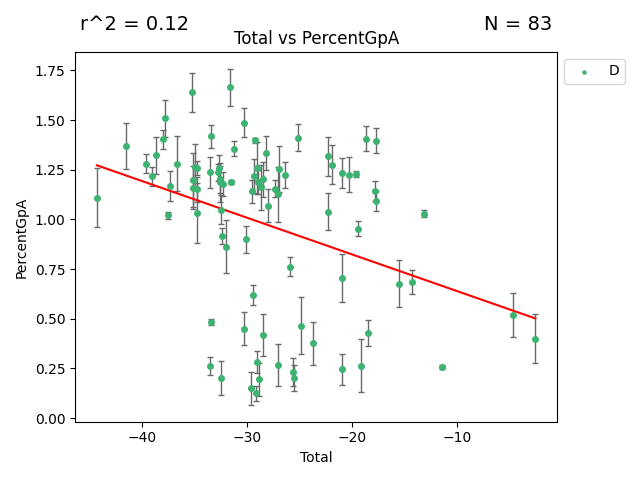 r^2 = 0.12
N = 83
Total vs PercentGpA
D
1.75
1.50
1.25
1.00
0.75
0.50
0.25
0.00
PercentGpA
−40
−30
−20
−10
Total